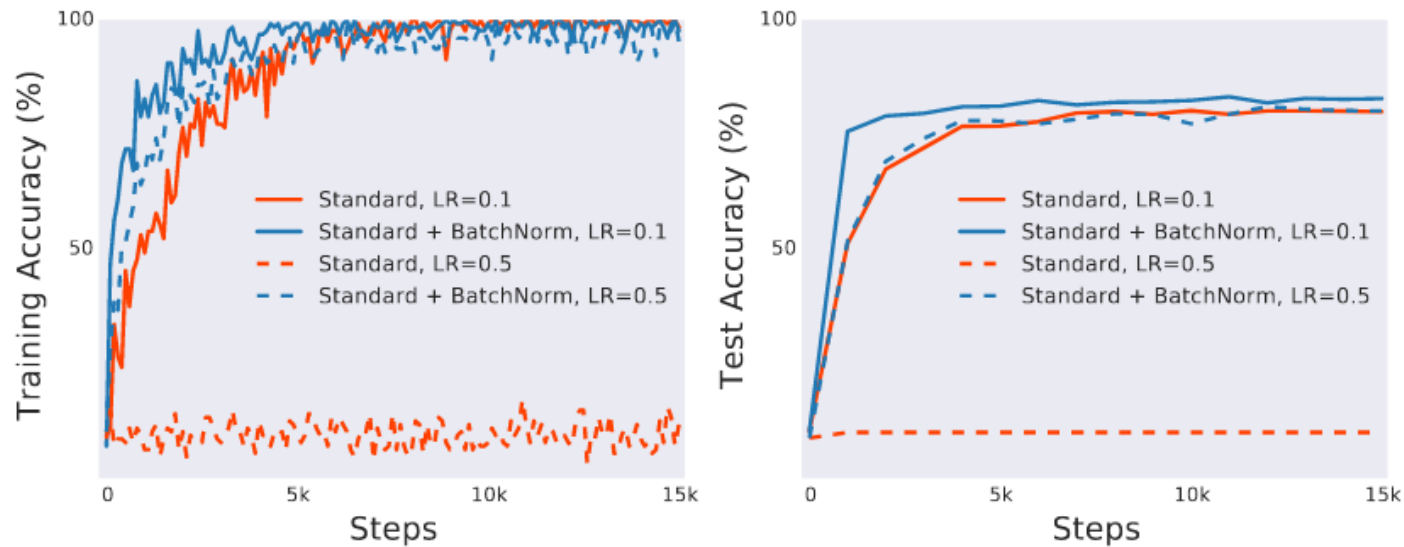 100
50
Training Accuracy (%)
Standard, LR=0.1
Standard + BatchNorm, LR=0.1
Standard, LR=0.5
Standard + BatchNorm, LR=0.5
0 5k 10k 15k
Steps
100
50
Test Accuracy (%)
Standard, LR=0.1
Standard + BatchNorm, LR=0.1
Standard, LR=0.5
Standard + BatchNorm, LR=0.5
0 5k 10k 15k
Steps